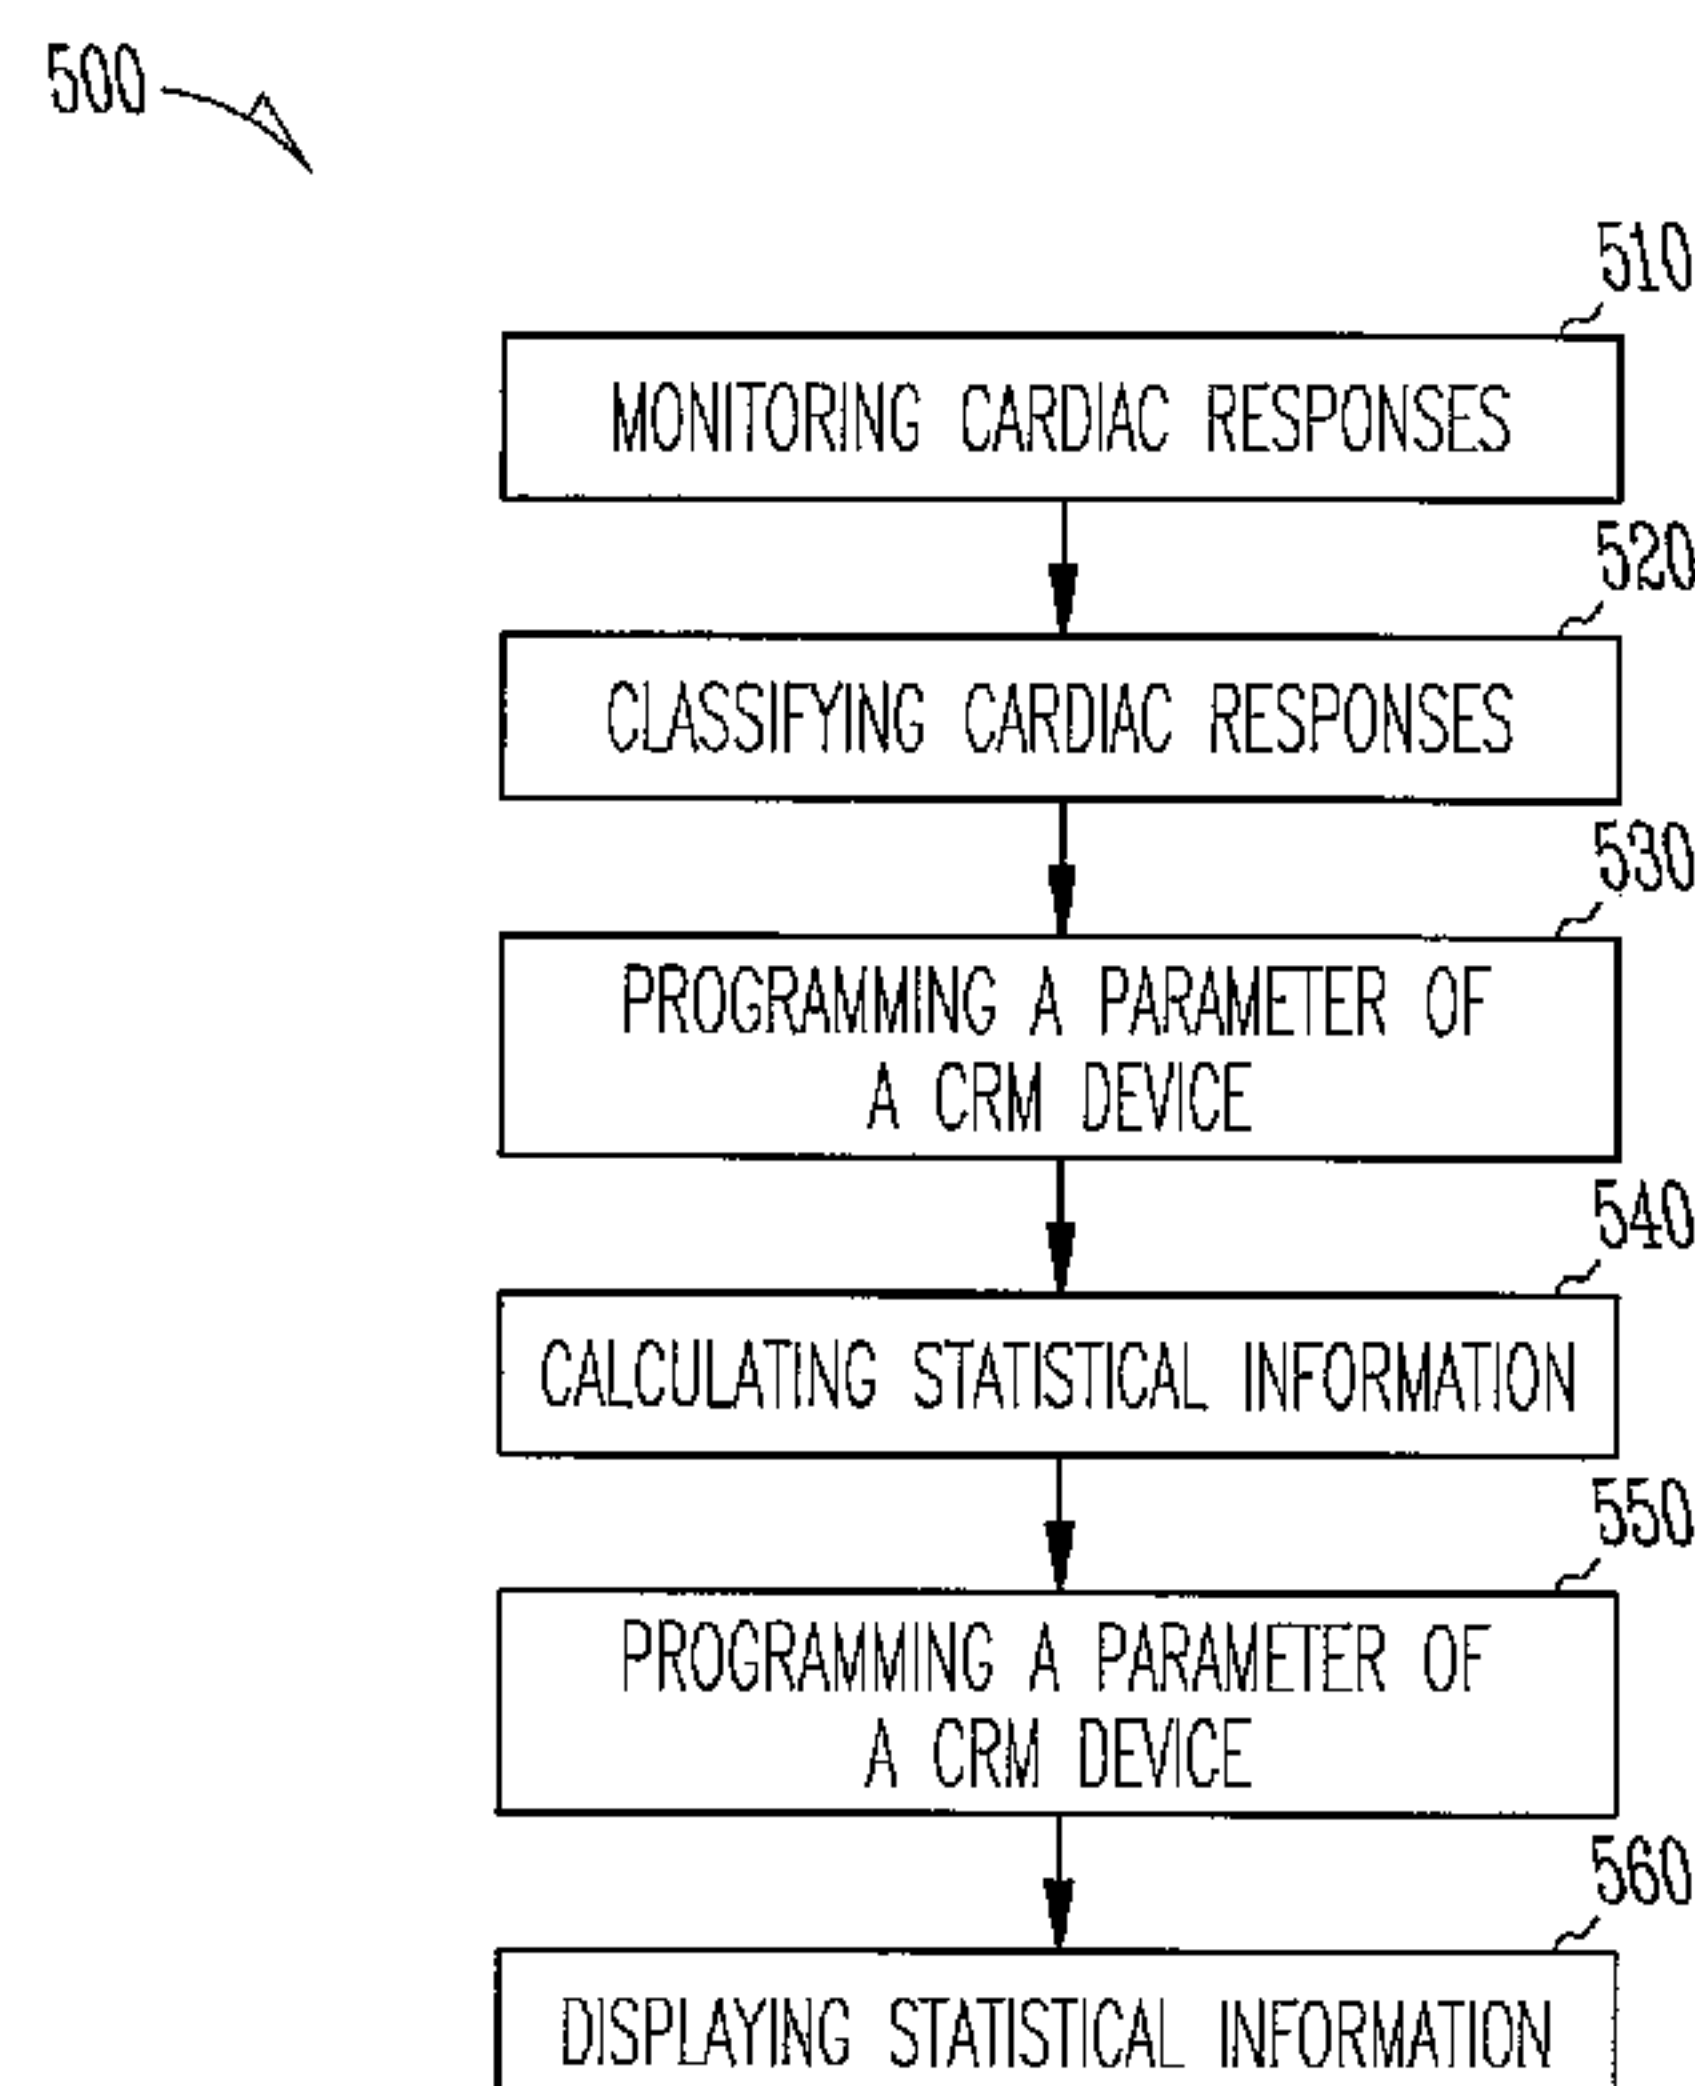 500
510
MONITORING CARDIAC RESPONSES
520
CLASSIFYING CARDIAC RESPONSES
530
PROGRAMMING A PARAMETER OF
A CRM DEVICE
540
CALCULATING STATISTICAL INFORMATION
550
PROGRAMMING A PARAMETER OF
A CRM DEVICE
560
DISPLAYING STATISTICAL INFORMATION